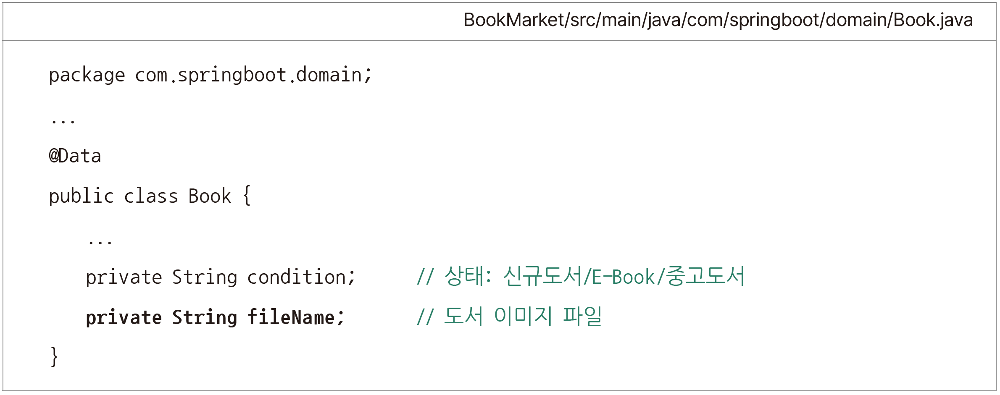 BookMarket/src/main/java/com/springboot/domain/Book.java
package com.springboot.domain;
...
@Data
public class Book {
...
private String condition; // 상태: 신규도서/E-Book/중고도서
private String fileName; // 도서 이미지 파일
}